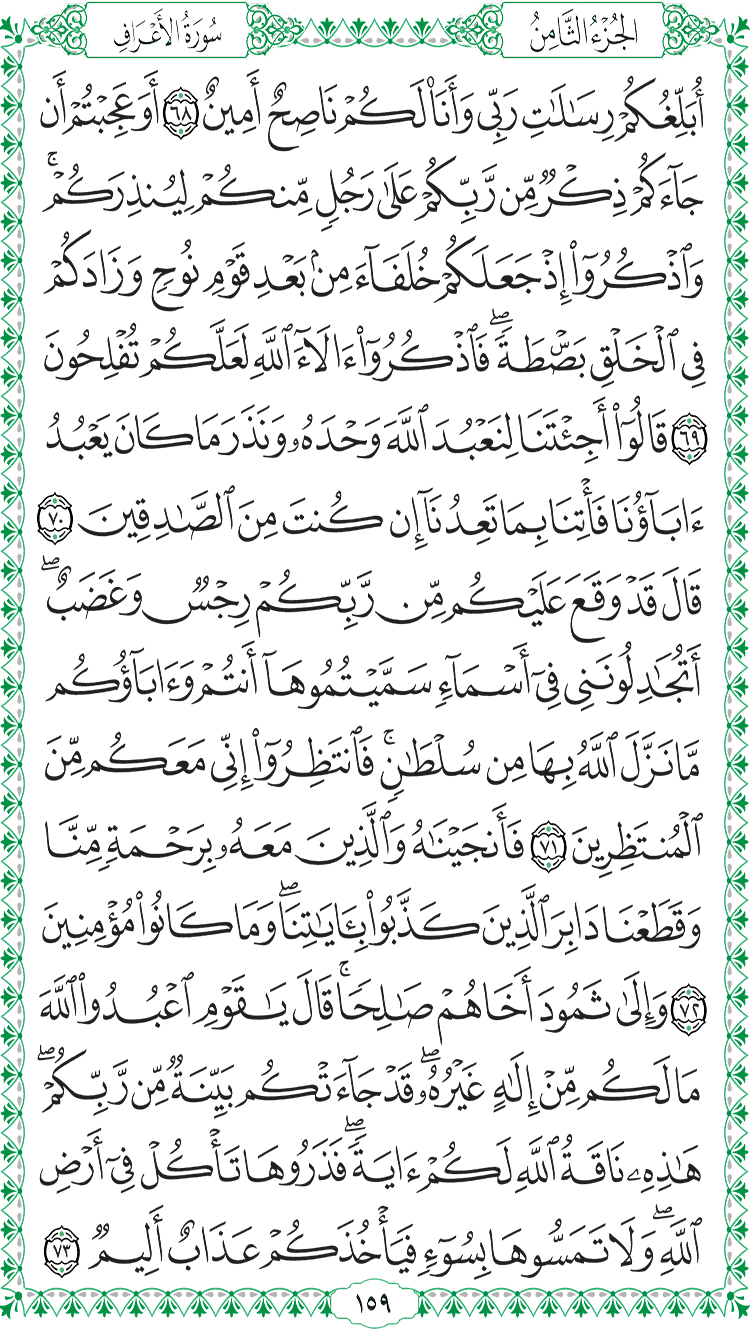 الجُزْءُ الثَّامِنُ
سُورَةُ الأَعْرَافِ
أُبَلِّغُكُمْ رِسَٰلَٰتِ رَبِّى وَأَنَا۠ لَكُمْ نَاصِحٌ أَمِينٌ ٦٨ أَوَعَجِبْتُمْ أَن
جَآءَكُمْ ذِكْرٌ مِّن رَّبِّكُمْ عَلَىٰ رَجُلٍ مِّنكُمْ لِيُنذِرَكُمْ ۚ
وَٱذْكُرُوٓا۟ إِذْ جَعَلَكُمْ خُلَفَآءَ مِنۢ بَعْدِ قَوْمِ نُوحٍ وَزَادَكُمْ
فِى ٱلْخَلْقِ بَصْۜطَةً ۖ فَٱذْكُرُوٓا۟ ءَالَآءَ ٱللَّهِ لَعَلَّكُمْ تُفْلِحُونَ
٦٩ قَالُوٓا۟ أَجِئْتَنَا لِنَعْبُدَ ٱللَّهَ وَحْدَهُۥ وَنَذَرَ مَا كَانَ يَعْبُدُ
ءَابَآؤُنَا فَأْتِنَا بِمَا تَعِدُنَآ إِن كُنتَ مِنَ ٱلصَّٰدِقِينَ ٧٠
قَالَ قَدْ وَقَعَ عَلَيْكُم مِّن رَّبِّكُمْ رِجْسٌ وَغَضَبٌ ۖ
أَتُجَٰدِلُونَنِى فِىٓ أَسْمَآءٍ سَمَّيْتُمُوهَآ أَنتُمْ وَءَابَآؤُكُم
مَّا نَزَّلَ ٱللَّهُ بِهَا مِن سُلْطَٰنٍ ۚ فَٱنتَظِرُوٓا۟ إِنِّى مَعَكُم مِّنَ
ٱلْمُنتَظِرِينَ ٧١ فَأَنجَيْنَٰهُ وَٱلَّذِينَ مَعَهُۥ بِرَحْمَةٍ مِّنَّا
وَقَطَعْنَا دَابِرَ ٱلَّذِينَ كَذَّبُوا۟ بِـَٔايَٰتِنَا ۖ وَمَا كَانُوا۟ مُؤْمِنِينَ
٧٢ وَإِلَىٰ ثَمُودَ أَخَاهُمْ صَٰلِحًا ۚ قَالَ يَٰقَوْمِ ٱعْبُدُوا۟ ٱللَّهَ
مَا لَكُم مِّنْ إِلَٰهٍ غَيْرُهُۥ ۖ قَدْ جَآءَتْكُم بَيِّنَةٌ مِّن رَّبِّكُمْ ۖ
هَٰذِهِۦ نَاقَةُ ٱللَّهِ لَكُمْ ءَايَةً ۖ فَذَرُوهَا تَأْكُلْ فِىٓ أَرْضِ
ٱللَّهِ ۖ وَلَا تَمَسُّوهَا بِسُوٓءٍ فَيَأْخُذَكُمْ عَذَابٌ أَلِيمٌ ٧٣
١٥٩